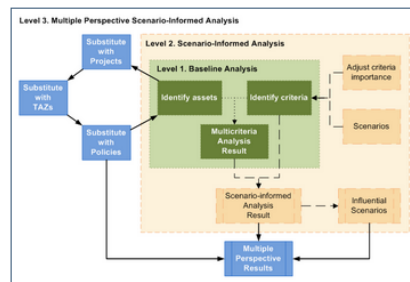 Level 3. Multiple Perspective Scenario-Informed Analysis
Substitute
with
Projects
Level 2. Scenario-Informed Analysis
Level 1. Baseline Analysis
Adjust criteria
importance
Substitute
with
TAZs
Identify assets
Identify criteria
Scenarios
Substitute
with
Policies
Multicriteria
Analysis
Result
Scenario-informed
Analysis
Result
Influential
Scenarios
Multiple
Perspective
Results